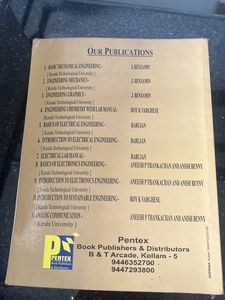 OUR PUBLICATIONS
1. BASIC MECHANICAL ENGINEERING- J. BENJAMIN
[ Kerala Technological University ]
2. ENGINEERING MECHANICS - J. BENJAMIN
[ Kerala Technological University ]
3. ENGINEERING GRAPHICS - J. BENJAMIN
[ Kerala Technological University ]
4. ENGINEERING CHEMISTRY WITH LAB MANUAL - ROY K VARGHESE
[ Kerala Technological University ]
5. BASICS OF ELECTRICAL ENGINEERING - BABIJAN
[ Kerala Technological University ]
6. INTRODUCTION TO ELECTRICAL ENGINEERING - BABIJAN
[ Kerala Technological University ]
7. ELECTRICAL LAB MANUAL - BABIJAN
8. BASICS OF ELECTRONICS ENGINEERING - ANEESH P THANKACHAN AND ANISH BENNY
[ Kerala Technological University ]
9. INTRODUCTION TO ELECTRONICS ENGINEERING - ANEESH P THANKACHAN AND ANISH BENNY
[ Kerala Technological University ]
10. INTRODUCTION TO SUSTAINABLE ENGINEERING - ROY K VARGHESE
[ Kerala Technological University ]
ANALOG COMMUNICATION - ANEESH P THANKACHAN AND ANISH BENNY
( Kerala University )
PENTEX
Pentex
Book Publishers & Distributors
B & T Arcade, Kollam - 5
9446352700
9447293800